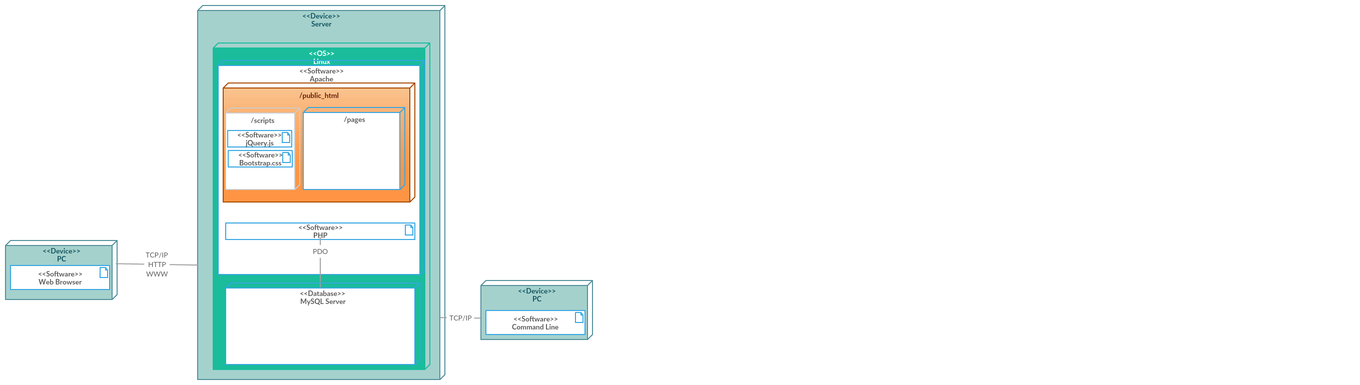 <<Device>>
Server
<<OS>>
Linux
<<Software>>
Apache
/public_html
/scripts
<<Software>>
jQuery.js
<<Software>>
Bootstrap.css
/pages
<<Software>>
PHP
PDO
<<Database>>
MySQL Server
<<Device>>
PC
<<Software>>
Web Browser
TCP/IP
HTTP
WWW
TCP/IP
<<Device>>
PC
<<Software>>
Command Line